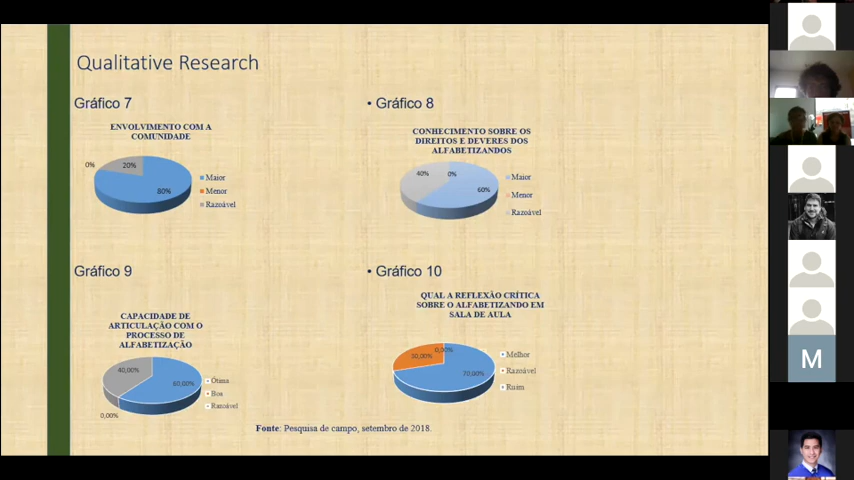 Qualitative Research
Gráfico 7
ENVOLVIMENTO COM A
COMUNIDADE
0%
20%
80%
Maior
Menor
Razoável
• Gráfico 8
CONHECIMENTO SOBRE OS
DIREITOS E DEVERES DOS
ALFABETIZANDOS
40%
0%
60%
Maior
Menor
Razoável
Gráfico 9
CAPACIDADE DE
ARTICULAÇÃO COM O
PROCESSO DE
ALFABETIZAÇÃO
40,00%
60,00%
0,00%
Ótima
Boa
Razoável
• Gráfico 10
QUAL A REFLEXÃO CRÍTICA
SOBRE O ALFABETIZANDO EM
SALA DE AULA
30,00%
0,00%
70,00%
Melhor
Razoável
Ruim
Fonte: Pesquisa de campo, setembro de 2018.
M